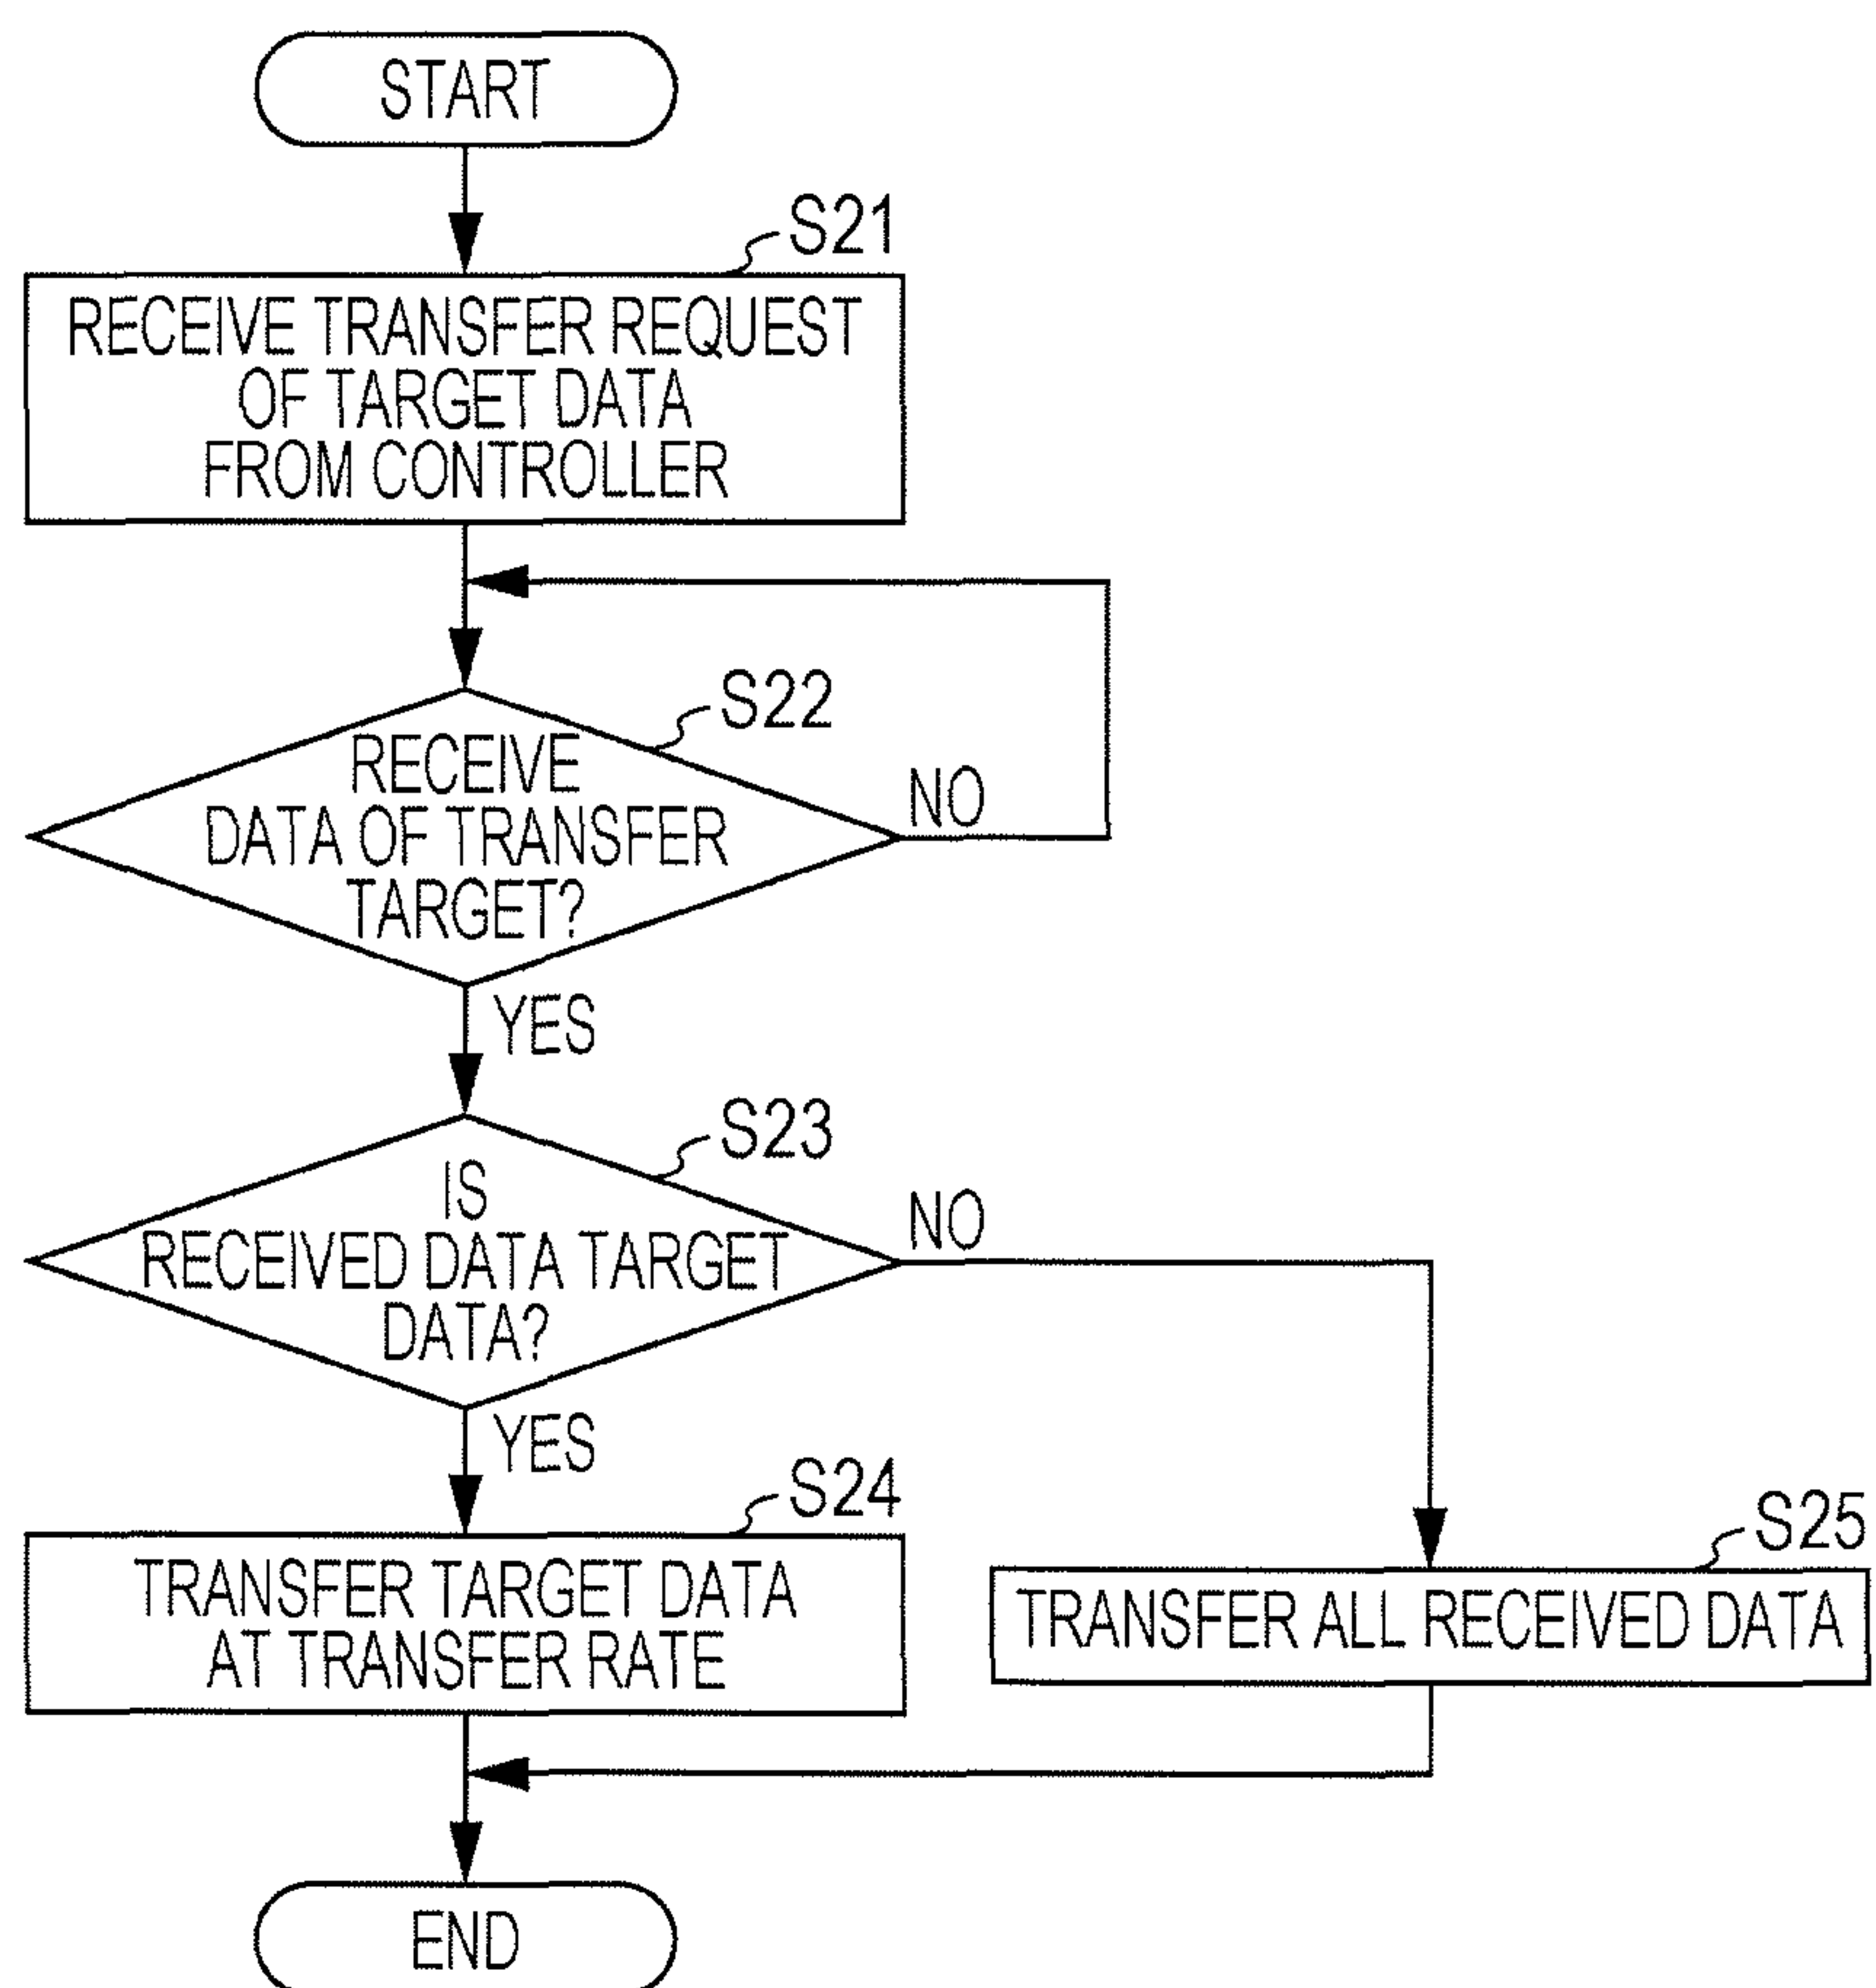 START
S21
RECEIVE TRANSFER REQUEST
OF TARGET DATA
FROM CONTROLLER
S22
RECEIVE
DATA OF TRANSFER
TARGET?
NO
YES
S23
IS
RECEIVED DATA TARGET
DATA?
NO
YES
S24
TRANSFER TARGET DATA
AT TRANSFER RATE
S25
TRANSFER ALL RECEIVED DATA
END